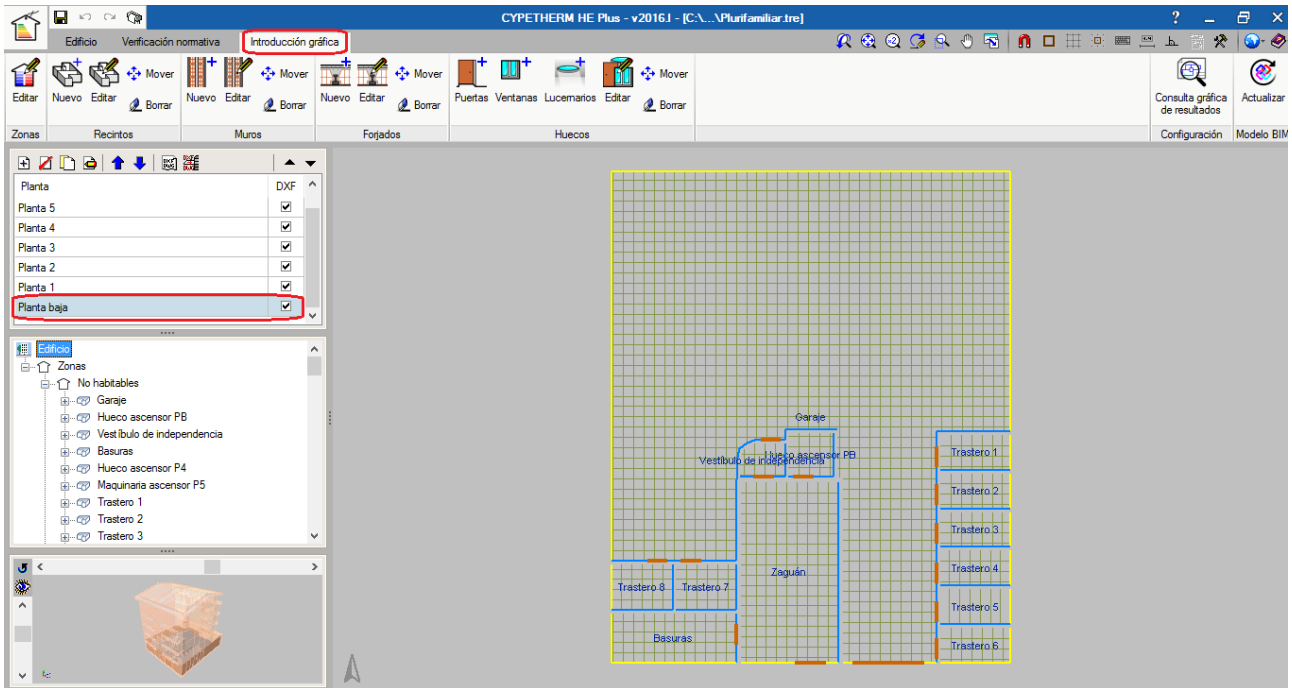 CYPETHERM HE Plus - v2016.I - [C:\...\Plurifamiliar.tre]
?
Edificio Verificación normativa Introducción gráfica
Mover Mover Mover Mover
Editar Nuevo Editar Borrar Nuevo Editar Borrar Nuevo Editar Borrar Puertas Ventanas Lucernarios Editar Borrar Consulta gráfica de resultados Actualizar
Zonas Recintos Muros Forjados Huecos Configuración Modelo BIM
Planta DXF
Planta 5
Planta 4
Planta 3
Planta 2
Planta 1
Planta baja
Edificio
Zonas
No habitables
Garaje
Hueco ascensor PB
Vestíbulo de independencia
Basuras
Hueco ascensor P4
Maquinaria ascensor P5
Trastero 1
Trastero 2
Trastero 3
Garaje
Hueco ascensor PB
Vestíbulo de independencia
Trastero 1
Trastero 2
Trastero 3
Zaguán
Trastero 4
Trastero 8 Trastero 7
Trastero 5
Basuras
Trastero 6